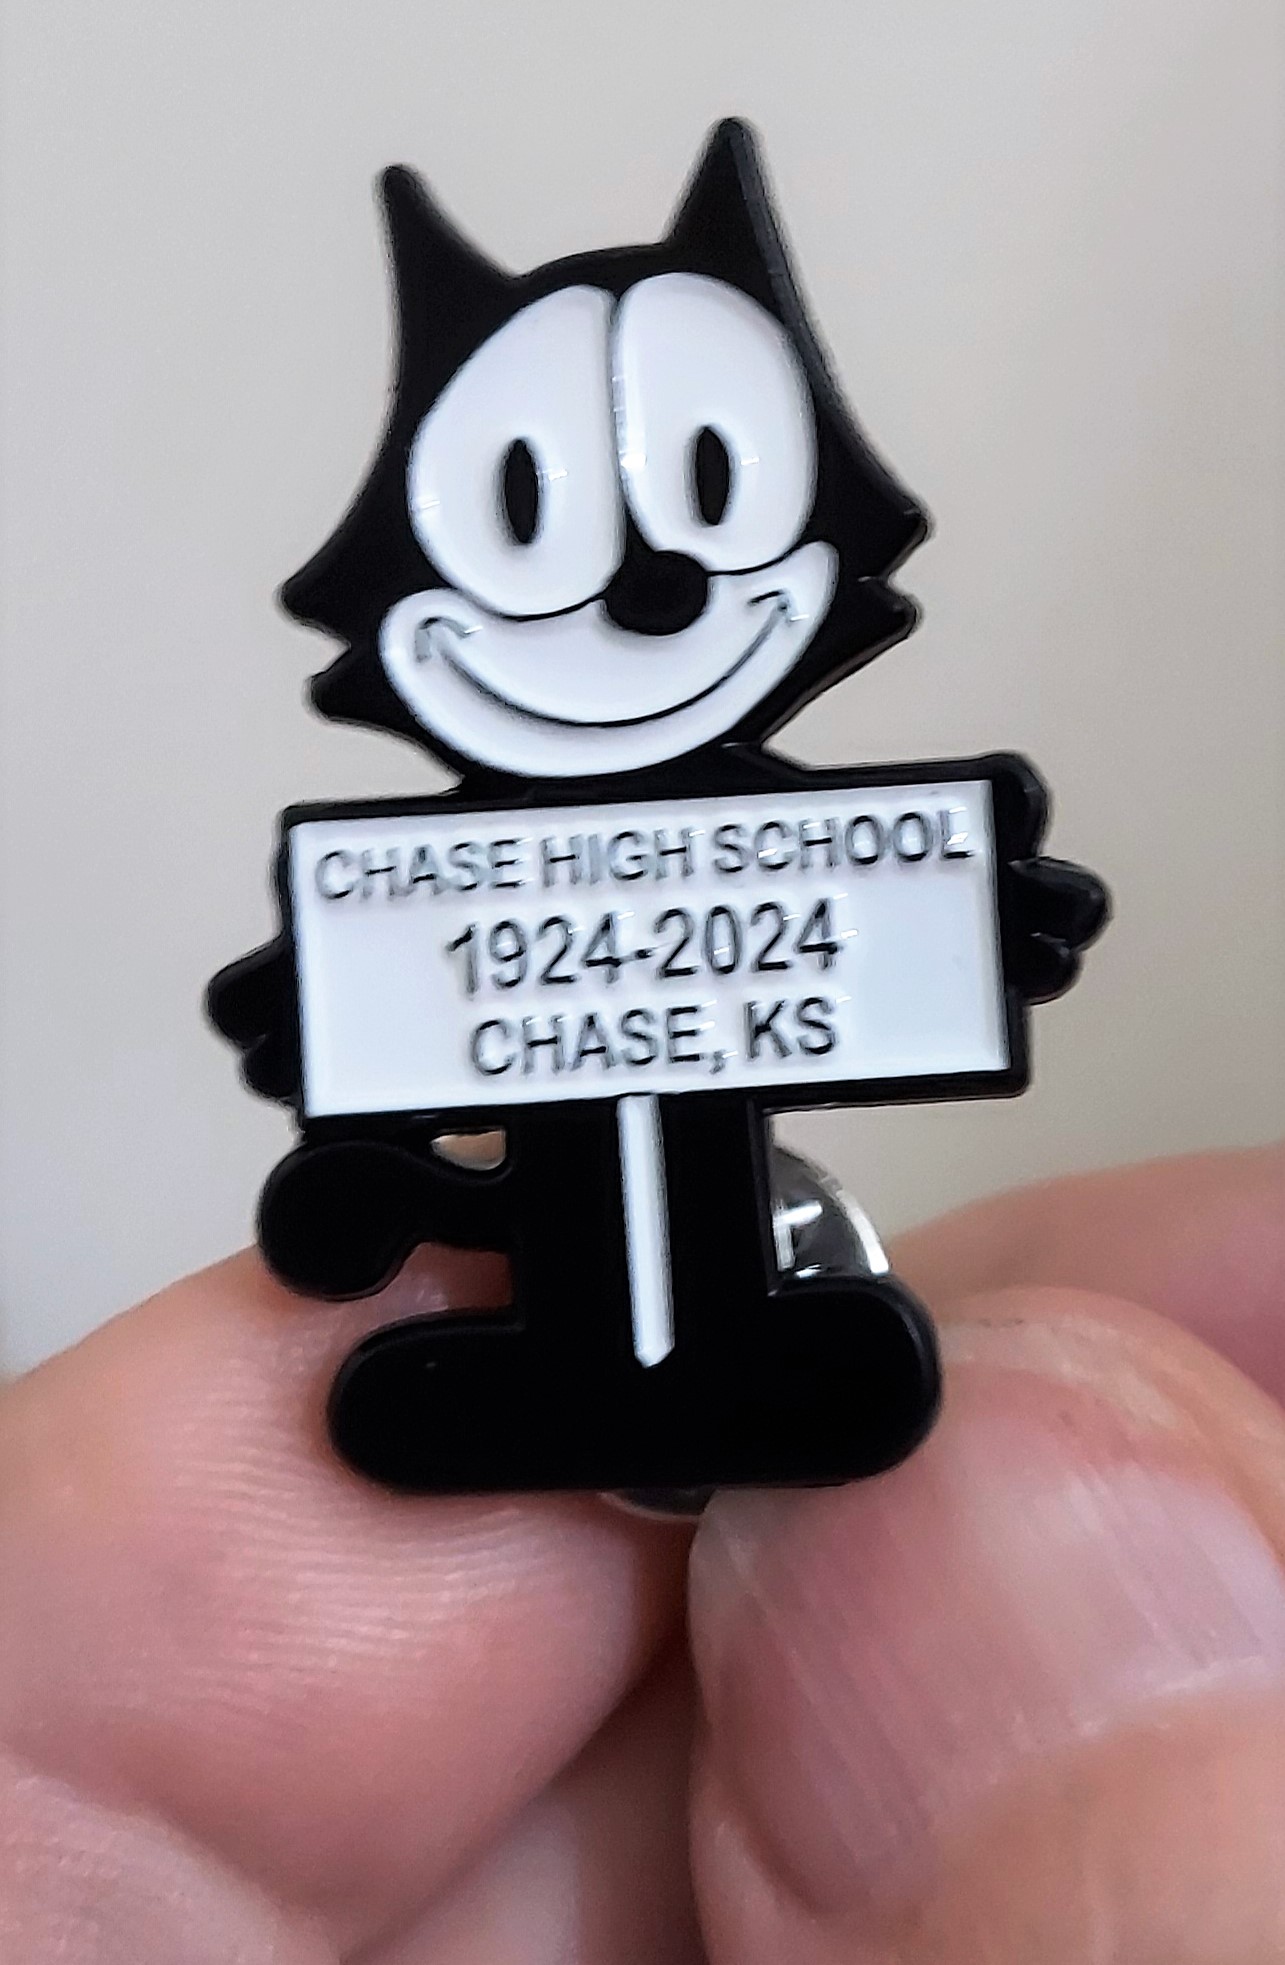 CHASE HIGH SCHOOL
1924-2024
CHASE, KS